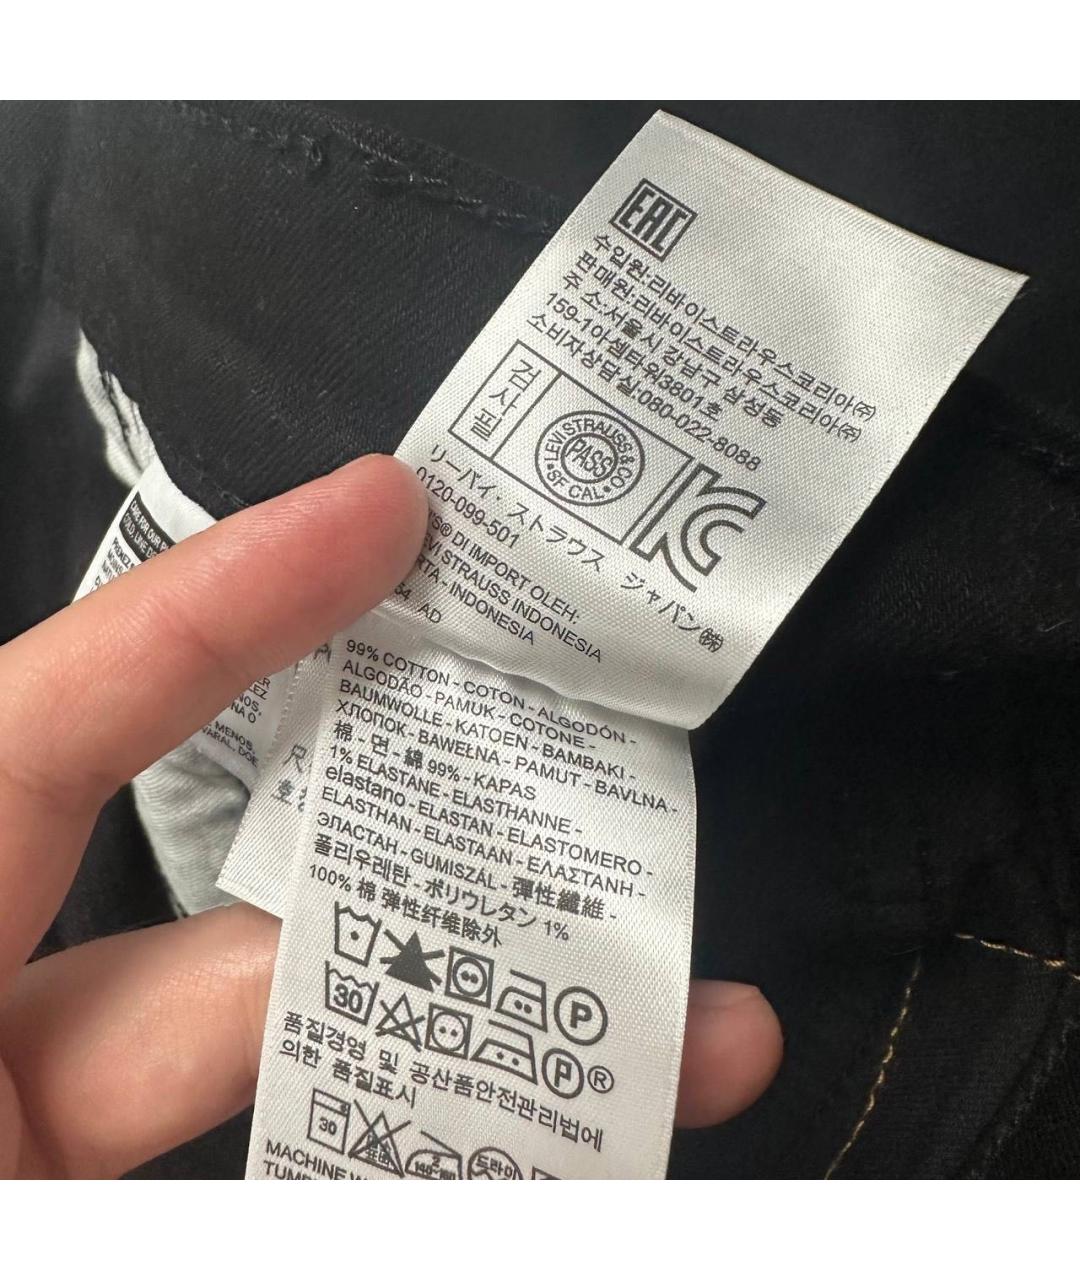 EAC
수입원:리바이스트라우스코리아㈜
판매원:리바이스트라우스코리아㈜
주 소:서울시 강남구 삼성동
159-1아셈타워3801호
소비자상담실:080-022-8088
검사필
LEVI STRAUSS & CO
PASS
SF CAL
リーバイ・ストラウス ジャパン㈱
0120-099-501
DI IMPORT OLEH:
LEVI STRAUSS INDONESIA
INDONESIA
AD
99% COTTON - COTON - ALGODÓN -
ALGODÃO - PAMUK - COTONE -
BAUMWOLLE - KATOEN - BAMBAKI -
ХЛОПОК - BAWEŁNA - PAMUT - BAVLNA -
棉 - 면 - 綿 99% - KAPAS
1% ELASTANE - ELASTHANNE -
elastano - ELASTAN - ELASTOMERO -
ELASTHAN - ELASTAAN - ΕΛΑΣΤΑΝΗ -
ЭЛАСТАН - GUMISZÁL - 彈性纖維 -
폴리우레탄 - ポリウレタン 1%
100% 棉 弹性纤维除外
P
30
P ®
품질경영 및 공산품안전관리법에
의한 품질표시
30
드라이
MACHINE